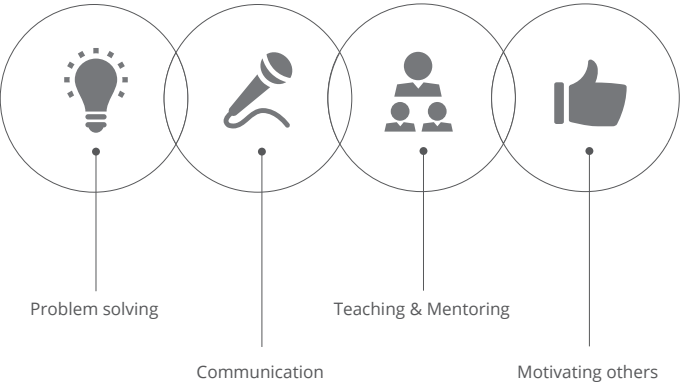 Problem solving
Teaching & Mentoring
Communication
Motivating others